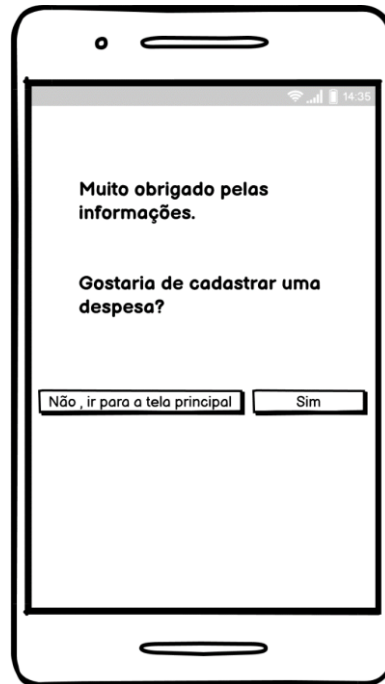 14:35
Muito obrigado pelas
informações.
Gostaria de cadastrar uma
despesa?
Não , ir para a tela principal
Sim